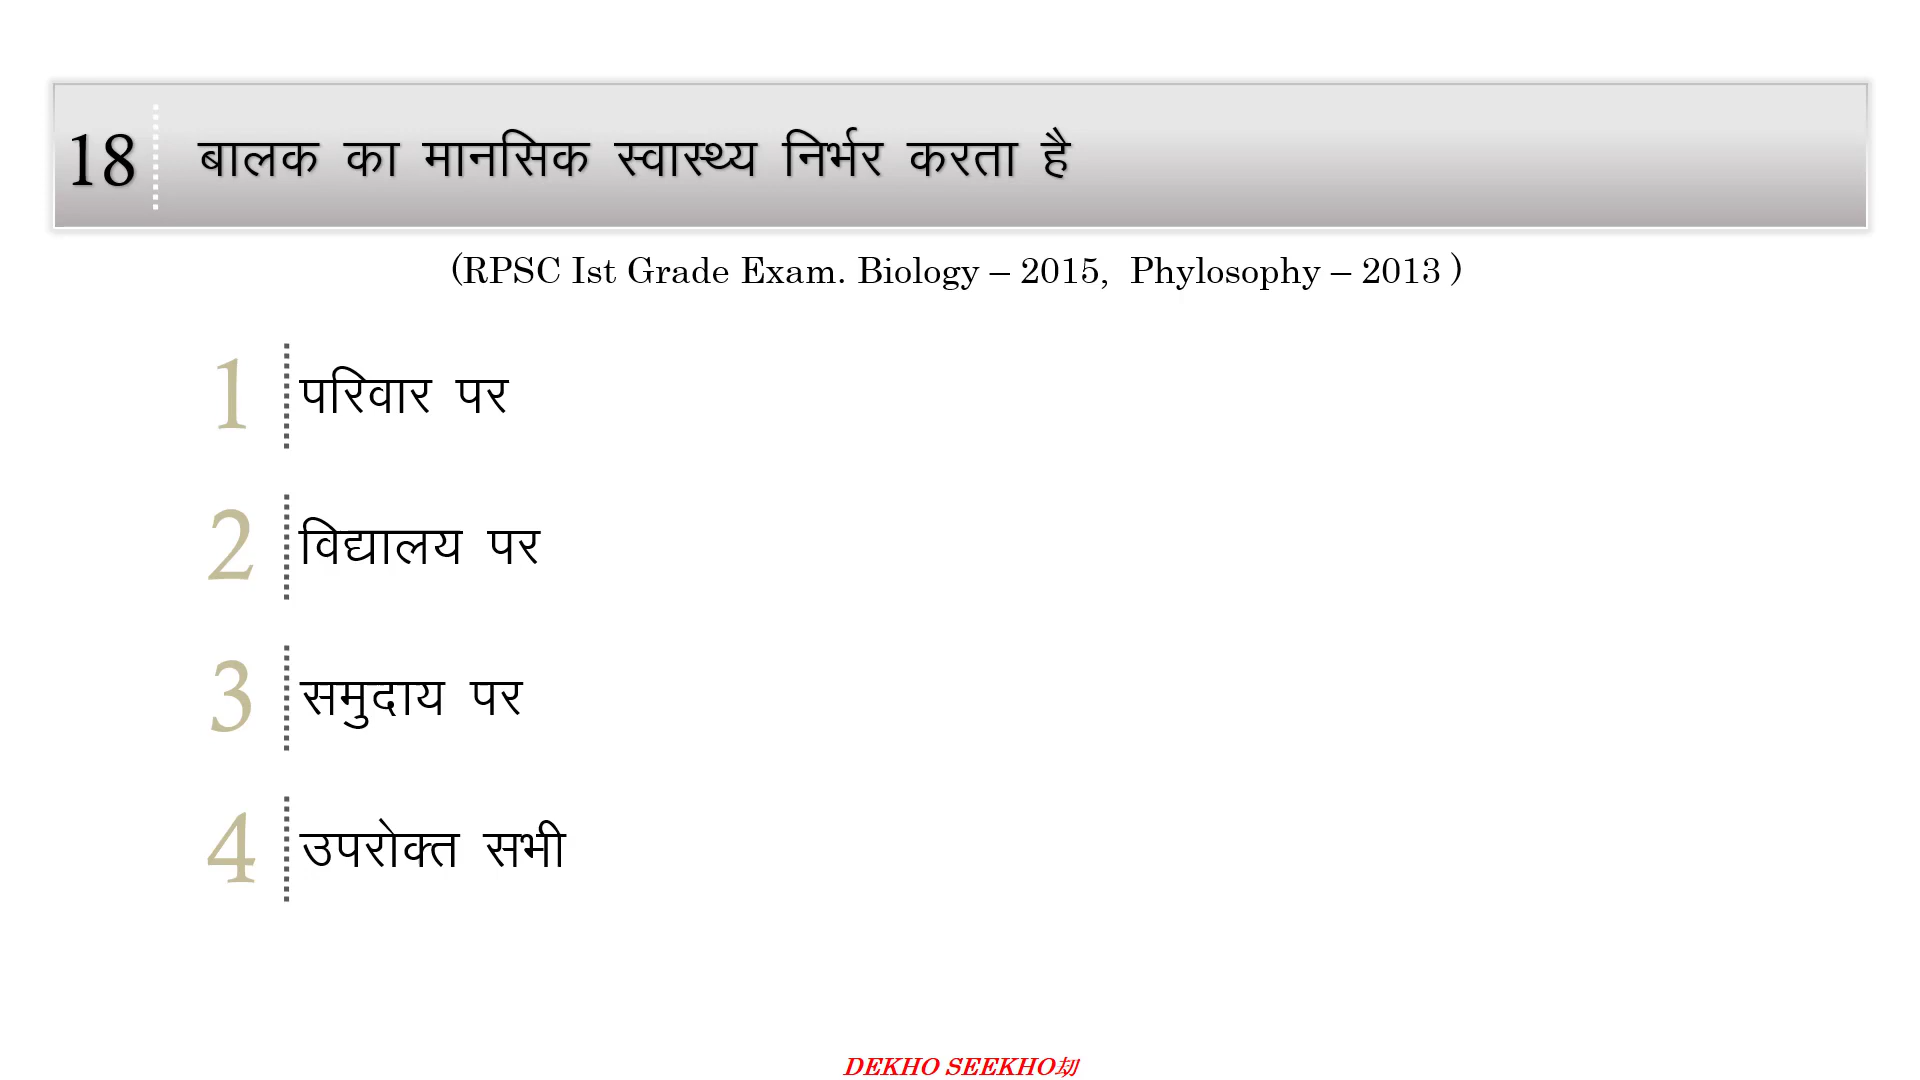 18 बालक का मानसिक स्वास्थ्य निर्भर करता है
(RPSC Ist Grade Exam. Biology – 2015, Phylosophy – 2013 )
1 परिवार पर
2 विद्यालय पर
3 समुदाय पर
4 उपरोक्त सभी
DEKHO SEEKHO